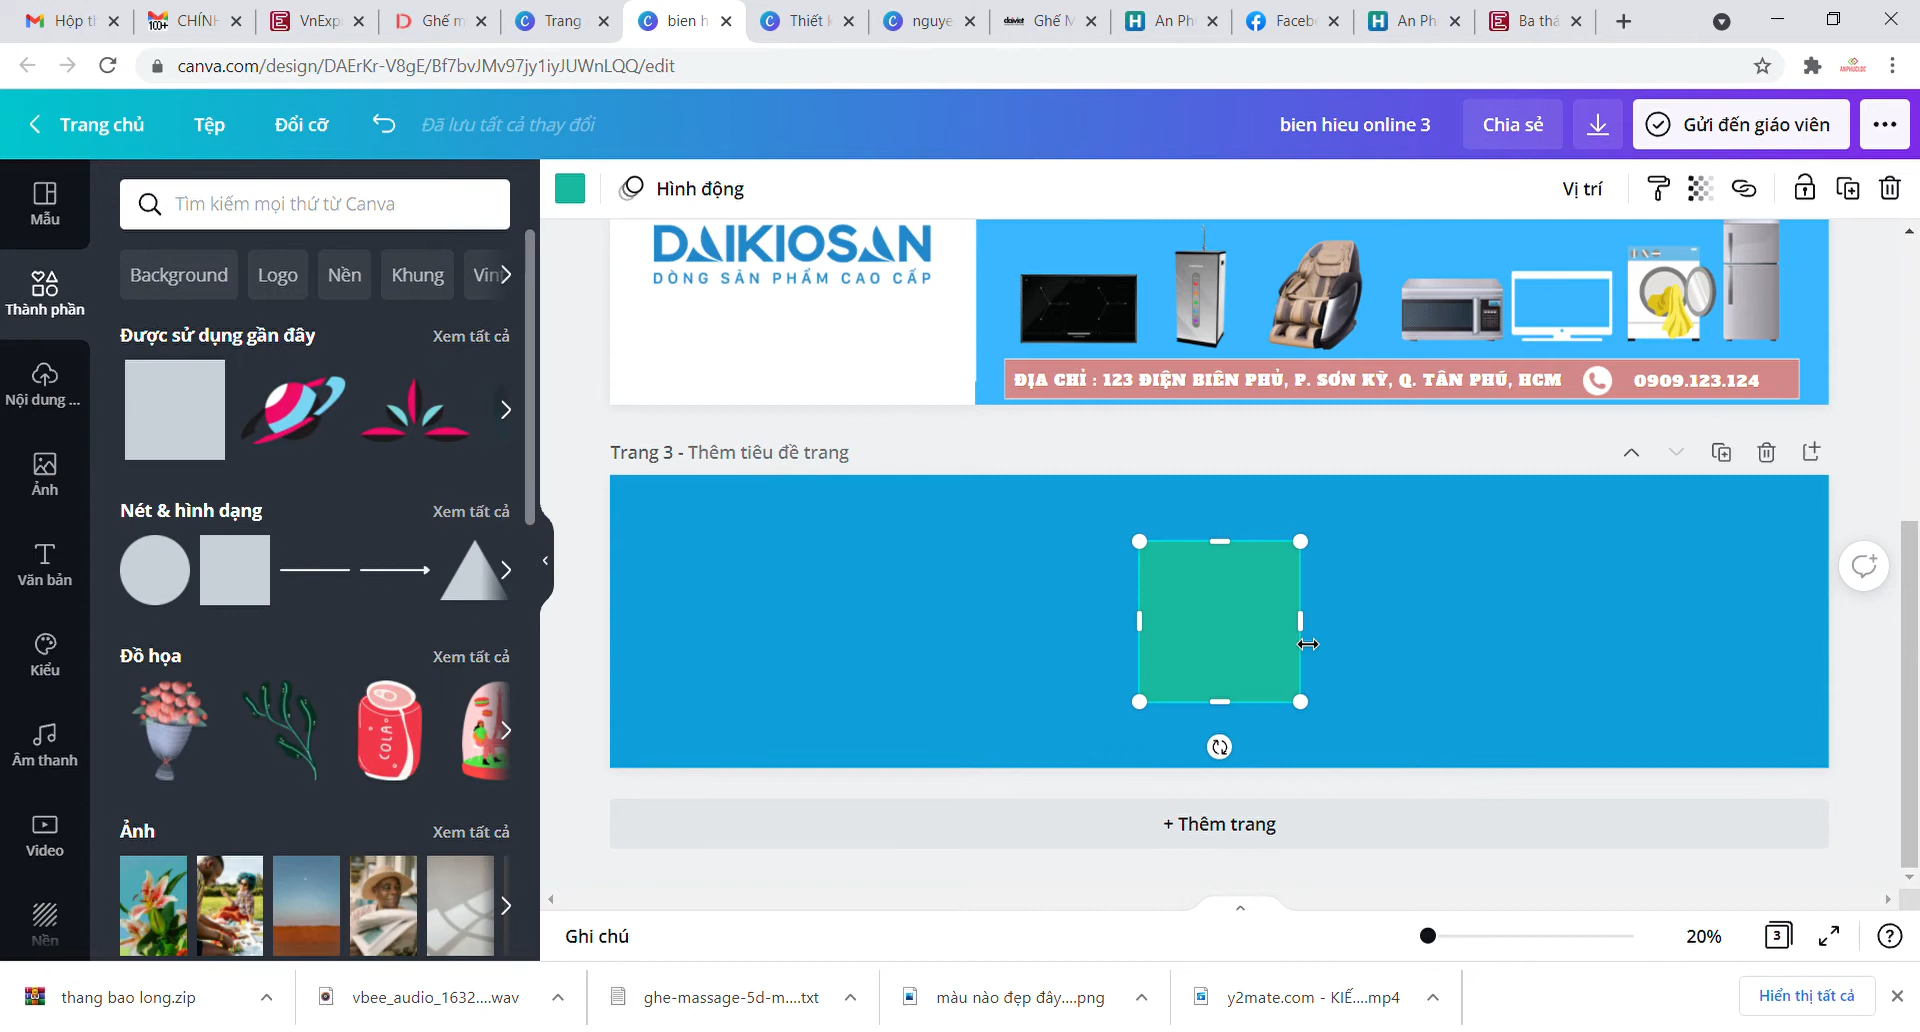 Hộp th
CHÍNH
VnExpr
Ghế m
Trang
bien h
Thiết k
nguye
Ghế M
An Ph
Faceb
An Ph
Ba thá
canva.com/design/DAErKr-V8gE/Bf7bvJMv97jy1iyJUWnLQQ/edit
Trang chủ
Tệp
Đổi cỡ
Đã lưu tất cả thay đổi
bien hieu online 3
Chia sẻ
Gửi đến giáo viên
Mẫu
Thành phần
Nội dung ...
Ảnh
Văn bản
Kiểu
Âm thanh
Video
Nền
Tìm kiếm mọi thứ từ Canva
Background
Logo
Nền
Khung
Vin
Được sử dụng gần đây
Xem tất cả
Nét & hình dạng
Xem tất cả
Đồ họa
Xem tất cả
COLA
Ảnh
Xem tất cả
Hình động
Vị trí
DAIKIOSAN
DÒNG SẢN PHẨM CAO CẤP
ĐỊA CHỈ : 123 ĐIỆN BIÊN PHỦ, P. SƠN KỲ, Q. TÂN PHÚ, HCM
0909.123.124
Trang 3 - Thêm tiêu đề trang
+ Thêm trang
Ghi chú
20%
3
thang bao long.zip
vbee_audio_1632....wav
ghe-massage-5d-m....txt
màu nào đẹp đây....png
y2mate.com - KIẾ....mp4
Hiển thị tất cả